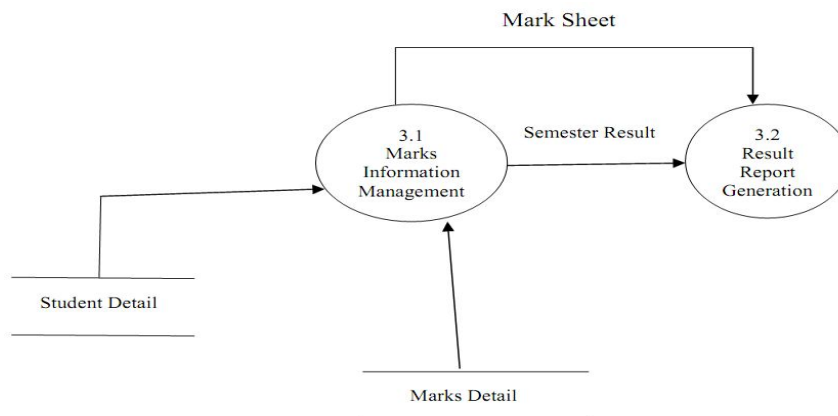 Mark Sheet
3.1
Marks
Information
Management
Semester Result
3.2
Result
Report
Generation
Student Detail
Marks Detail